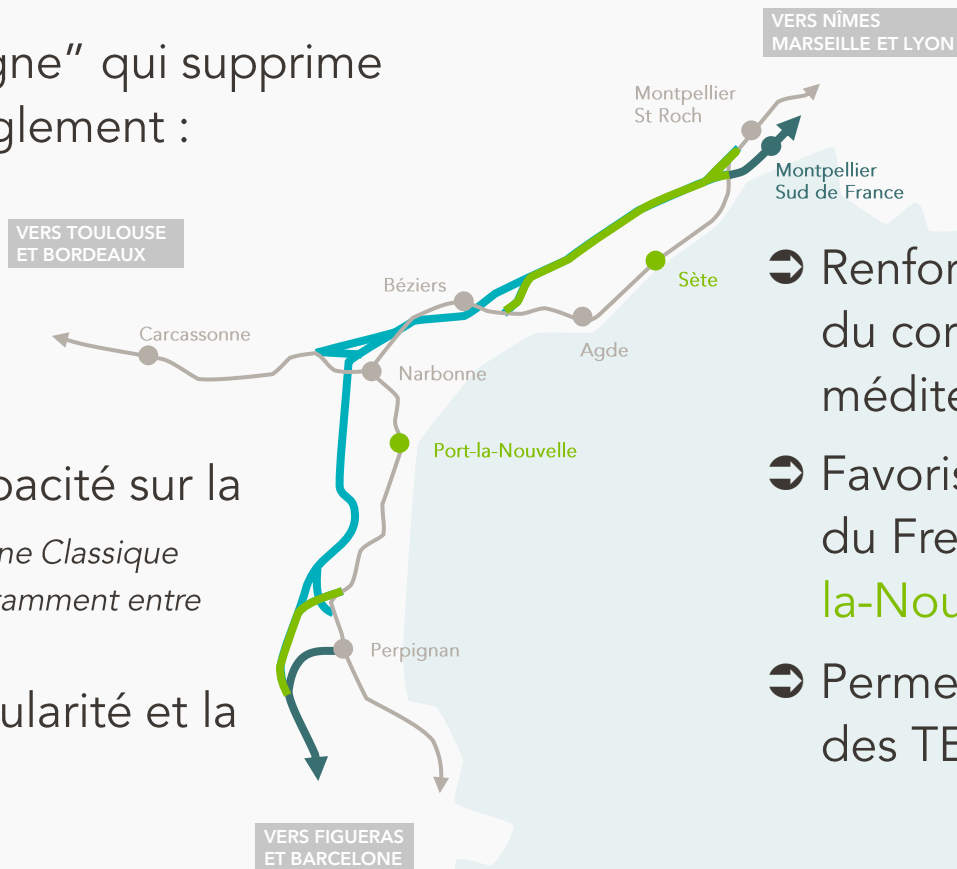 VERS NÎMES
MARSEILLE ET LYON
gne” qui supprime
glement :
Montpellier
St Roch
Montpellier
Sud de France
VERS TOULOUSE
ET BORDEAUX
Béziers
Sète
Carcassonne
Agde
Narbonne
Port-la-Nouvelle
Perpignan
pacité sur la
ne Classique
amment entre
ularité et la
VERS FIGUERAS
ET BARCELONE
➲ Renfor
du cor
médite
➲ Favoris
du Fre
la-Nou
➲ Perme
des TE